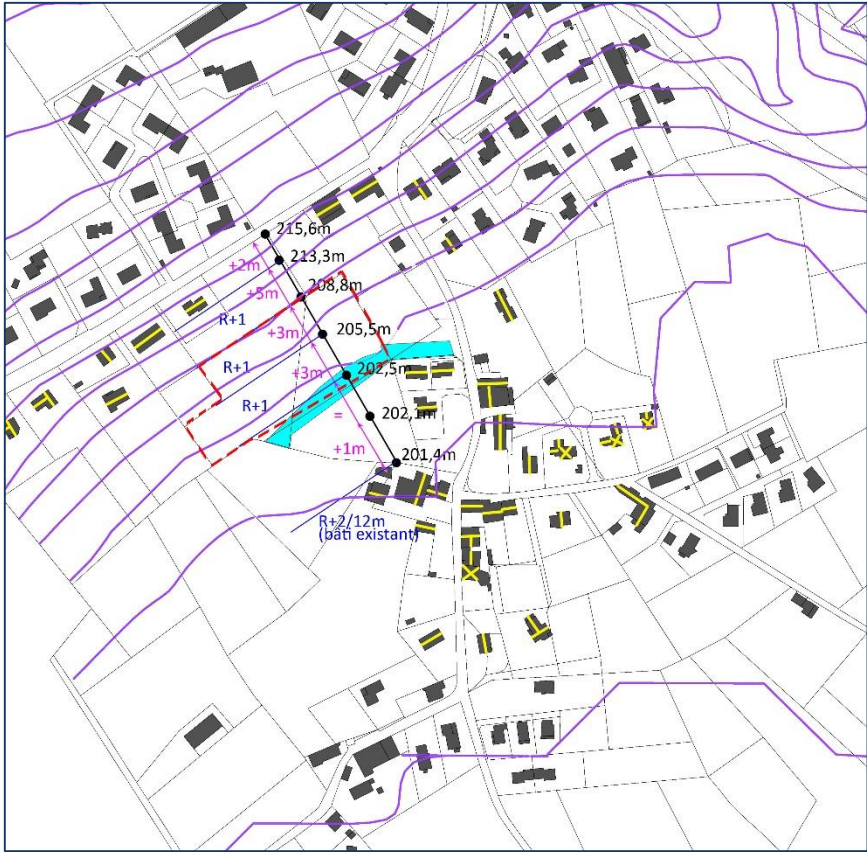 215,6m
213,3m
+2m
208,8m
+5m
R+1
205,5m
+3m
R+1
202,5m
+3m
R+1
202,1m
=
201,4m
+1m
R+2/12m
(bâti existant)